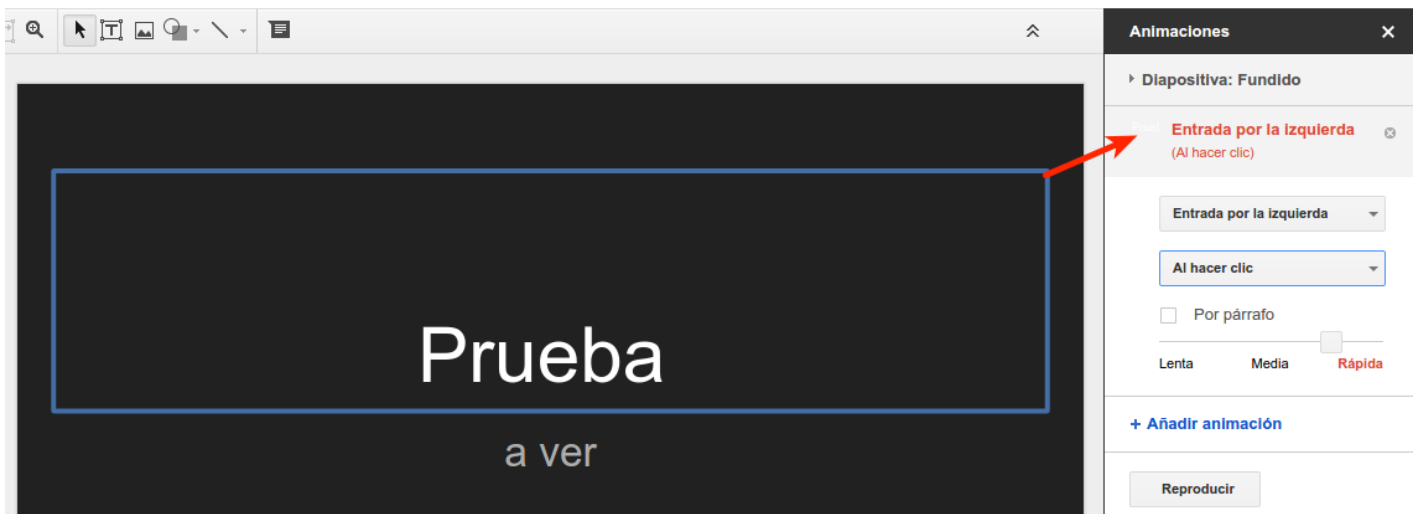 Animaciones
Diapositiva: Fundido
Entrada por la izquierda
(Al hacer clic)
Entrada por la izquierda
Al hacer clic
Por párrafo
Lenta Media Rápida
+ Añadir animación
Reproducir
Prueba
a ver